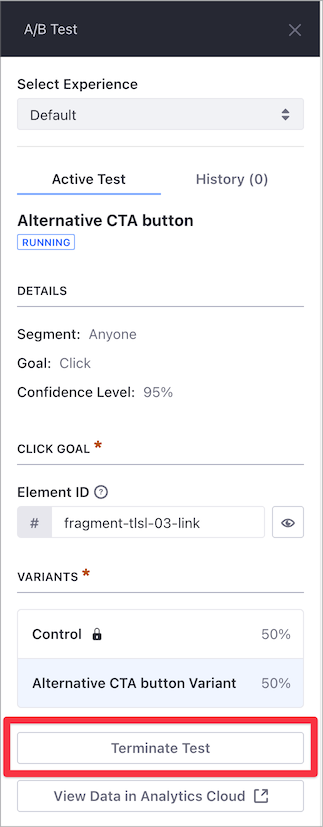 A/B Test
Select Experience
Default
Active Test History (0)
Alternative CTA button
RUNNING
DETAILS
Segment: Anyone
Goal: Click
Confidence Level: 95%
CLICK GOAL *
Element ID ?
# fragment-tlsl-03-link
VARIANTS *
Control 50%
Alternative CTA button Variant 50%
Terminate Test
View Data in Analytics Cloud